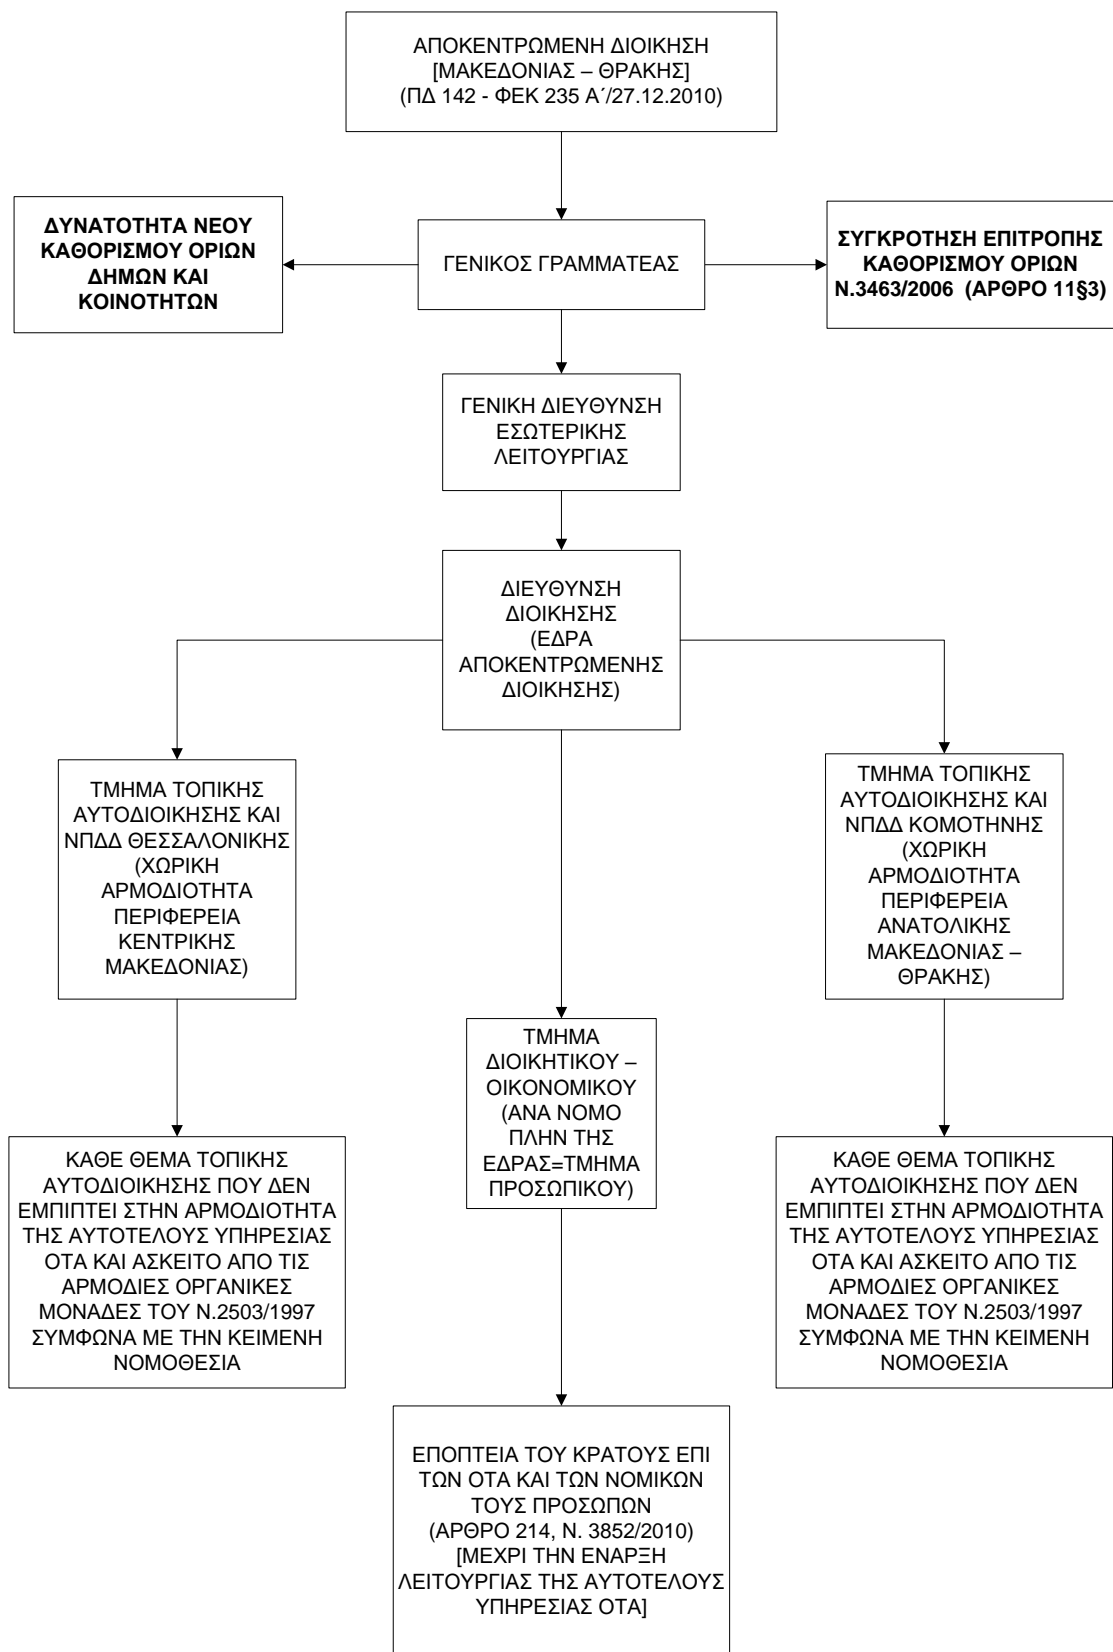 ΑΠΟΚΕΝΤΡΩΜΕΝΗ ΔΙΟΙΚΗΣΗ
[ΜΑΚΕΔΟΝΙΑΣ – ΘΡΑΚΗΣ]
(ΠΔ 142 - ΦΕΚ 235 Α΄/27.12.2010)
ΔΥΝΑΤΟΤΗΤΑ ΝΕΟΥ
ΚΑΘΟΡΙΣΜΟΥ ΟΡΙΩΝ
ΔΗΜΩΝ ΚΑΙ
ΚΟΙΝΟΤΗΤΩΝ
ΓΕΝΙΚΟΣ ΓΡΑΜΜΑΤΕΑΣ
ΣΥΓΚΡΟΤΗΣΗ ΕΠΙΤΡΟΠΗΣ
ΚΑΘΟΡΙΣΜΟΥ ΟΡΙΩΝ
Ν.3463/2006 (ΑΡΘΡΟ 11§3)
ΓΕΝΙΚΗ ΔΙΕΥΘΥΝΣΗ
ΕΣΩΤΕΡΙΚΗΣ
ΛΕΙΤΟΥΡΓΙΑΣ
ΔΙΕΥΘΥΝΣΗ
ΔΙΟΙΚΗΣΗΣ
(ΕΔΡΑ
ΑΠΟΚΕΝΤΡΩΜΕΝΗΣ
ΔΙΟΙΚΗΣΗΣ)
ΤΜΗΜΑ ΤΟΠΙΚΗΣ
ΑΥΤΟΔΙΟΙΚΗΣΗΣ ΚΑΙ
ΝΠΔΔ ΘΕΣΣΑΛΟΝΙΚΗΣ
(ΧΩΡΙΚΗ
ΑΡΜΟΔΙΟΤΗΤΑ
ΠΕΡΙΦΕΡΕΙΑ
ΚΕΝΤΡΙΚΗΣ
ΜΑΚΕΔΟΝΙΑΣ)
ΤΜΗΜΑ ΤΟΠΙΚΗΣ
ΑΥΤΟΔΙΟΙΚΗΣΗΣ ΚΑΙ
ΝΠΔΔ ΚΟΜΟΤΗΝΗΣ
(ΧΩΡΙΚΗ
ΑΡΜΟΔΙΟΤΗΤΑ
ΠΕΡΙΦΕΡΕΙΑ
ΑΝΑΤΟΛΙΚΗΣ
ΜΑΚΕΔΟΝΙΑΣ –
ΘΡΑΚΗΣ)
ΤΜΗΜΑ
ΔΙΟΙΚΗΤΙΚΟΥ –
ΟΙΚΟΝΟΜΙΚΟΥ
(ΑΝΑ ΝΟΜΟ
ΠΛΗΝ ΤΗΣ
ΕΔΡΑΣ=ΤΜΗΜΑ
ΠΡΟΣΩΠΙΚΟΥ)
ΚΑΘΕ ΘΕΜΑ ΤΟΠΙΚΗΣ
ΑΥΤΟΔΙΟΙΚΗΣΗΣ ΠΟΥ ΔΕΝ
ΕΜΠΙΠΤΕΙ ΣΤΗΝ ΑΡΜΟΔΙΟΤΗΤΑ
ΤΗΣ ΑΥΤΟΤΕΛΟΥΣ ΥΠΗΡΕΣΙΑΣ
ΟΤΑ ΚΑΙ ΑΣΚΕΙΤΟ ΑΠΟ ΤΙΣ
ΑΡΜΟΔΙΕΣ ΟΡΓΑΝΙΚΕΣ
ΜΟΝΑΔΕΣ ΤΟΥ Ν.2503/1997
ΣΥΜΦΩΝΑ ΜΕ ΤΗΝ ΚΕΙΜΕΝΗ
ΝΟΜΟΘΕΣΙΑ
ΚΑΘΕ ΘΕΜΑ ΤΟΠΙΚΗΣ
ΑΥΤΟΔΙΟΙΚΗΣΗΣ ΠΟΥ ΔΕΝ
ΕΜΠΙΠΤΕΙ ΣΤΗΝ ΑΡΜΟΔΙΟΤΗΤΑ
ΤΗΣ ΑΥΤΟΤΕΛΟΥΣ ΥΠΗΡΕΣΙΑΣ
ΟΤΑ ΚΑΙ ΑΣΚΕΙΤΟ ΑΠΟ ΤΙΣ
ΑΡΜΟΔΙΕΣ ΟΡΓΑΝΙΚΕΣ
ΜΟΝΑΔΕΣ ΤΟΥ Ν.2503/1997
ΣΥΜΦΩΝΑ ΜΕ ΤΗΝ ΚΕΙΜΕΝΗ
ΝΟΜΟΘΕΣΙΑ
ΕΠΟΠΤΕΙΑ ΤΟΥ ΚΡΑΤΟΥΣ ΕΠΙ
ΤΩΝ ΟΤΑ ΚΑΙ ΤΩΝ ΝΟΜΙΚΩΝ
ΤΟΥΣ ΠΡΟΣΩΠΩΝ
(ΑΡΘΡΟ 214, Ν. 3852/2010)
[ΜΕΧΡΙ ΤΗΝ ΕΝΑΡΞΗ
ΛΕΙΤΟΥΡΓΙΑΣ ΤΗΣ ΑΥΤΟΤΕΛΟΥΣ
ΥΠΗΡΕΣΙΑΣ ΟΤΑ]